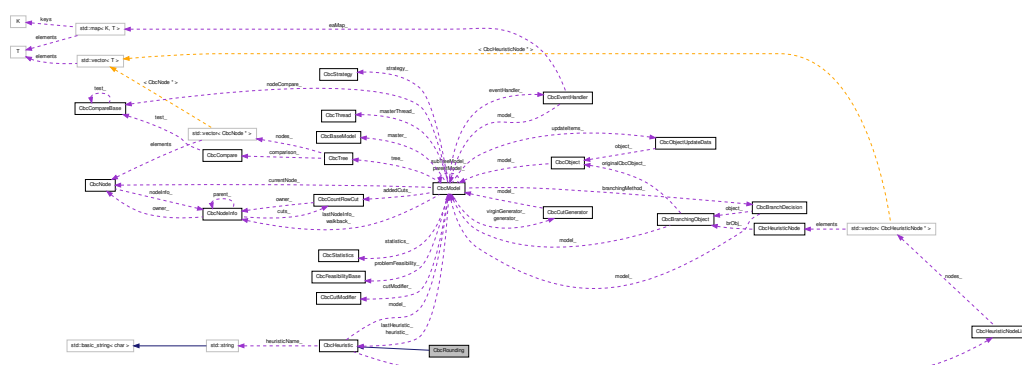 K
keys_
std::map< K, T >
eaMap_
T
elements
elements
std::vector< T >
< CbcHeuristicNode * >
CbcStrategy
strategy_
< CbcNode * >
nodeCompare_
test_
eventHandler_
CbcEventHandler
CbcCompareBase
masterThread_
model_
CbcThread
test_
std::vector< CbcNode * >
nodes_
CbcBaseModel
master_
updateItems_
elements
CbcObjectUpdateData
object_
CbcCompare
comparison_
CbcTree
tree_
model_
CbcObject
originalCbcObject_
CbcNode
currentNode_
CbcModel
branchingMethod_
nodeInfo_
parent_
owner_
CbcCountRowCut
addedCuts_
model_
CbcBranchDecision
owner_
CbcNodeInfo
cuts_
lastNodeInfo_
walkback_
virginGenerator_
generator_
CbcCutGenerator
CbcBranchingObject
object_
brObj_
CbcHeuristicNode
elements
std::vector< CbcHeuristicNode * >
statistics_
model_
CbcStatistics
problemFeasibility_
CbcFeasibilityBase
model_
nodes_
cutModifier_
CbcCutModifier
model_
lastHeuristic_
heuristic_
CbcHeuristicNodeLi
std::basic_string< char >
std::string
heuristicName_
CbcHeuristic
CbcRounding